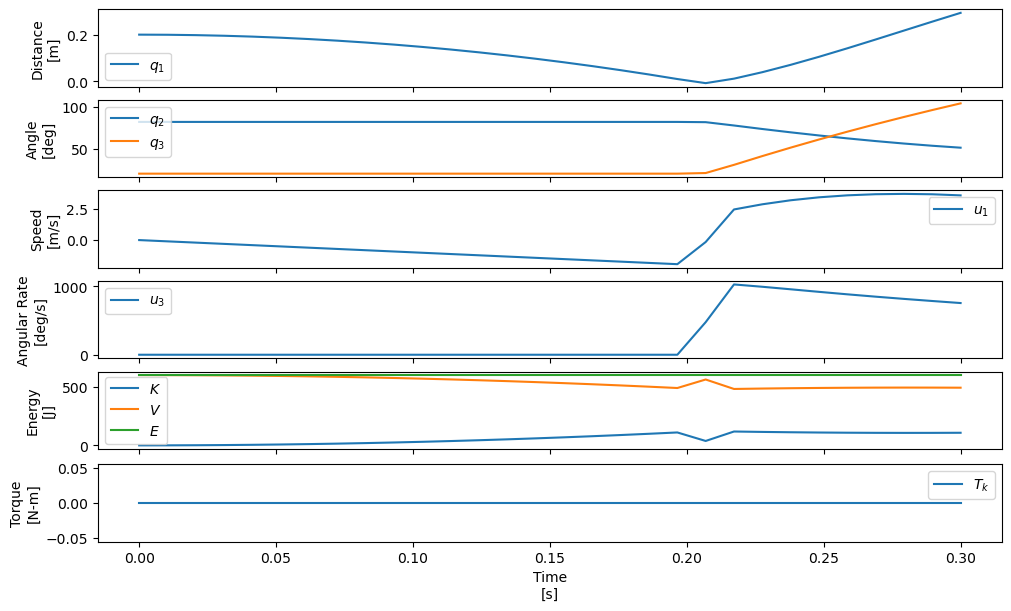 Distance
[m]
0.2
0.0
q1
Angle
[deg]
100
50
q2
q3
Speed
[m/s]
2.5
0.0
u1
Angular Rate
[deg/s]
1000
0
u3
Energy
[J]
500
0
K
V
E
Torque
[N-m]
0.05
0.00
−0.05
Tk
0.00 0.05 0.10 0.15 0.20 0.25 0.30
Time
[s]